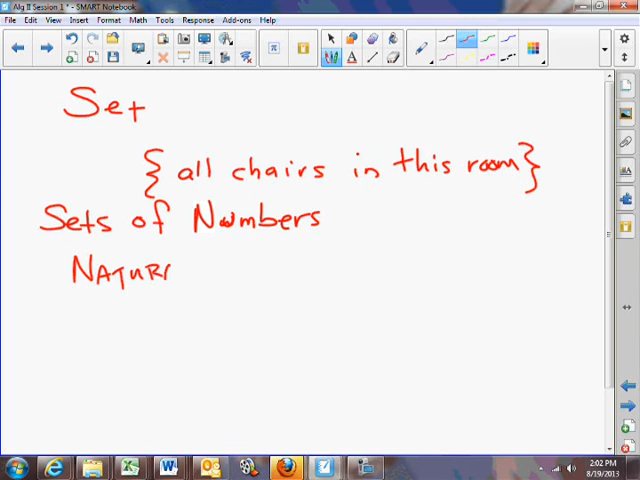 Alg II Session 1 * - SMART Notebook
File Edit View Insert Format Math Tools Response Add-ons Help
Set
{ all chairs in this room }
Sets of Numbers
NATUR
2:02 PM
8/19/2013